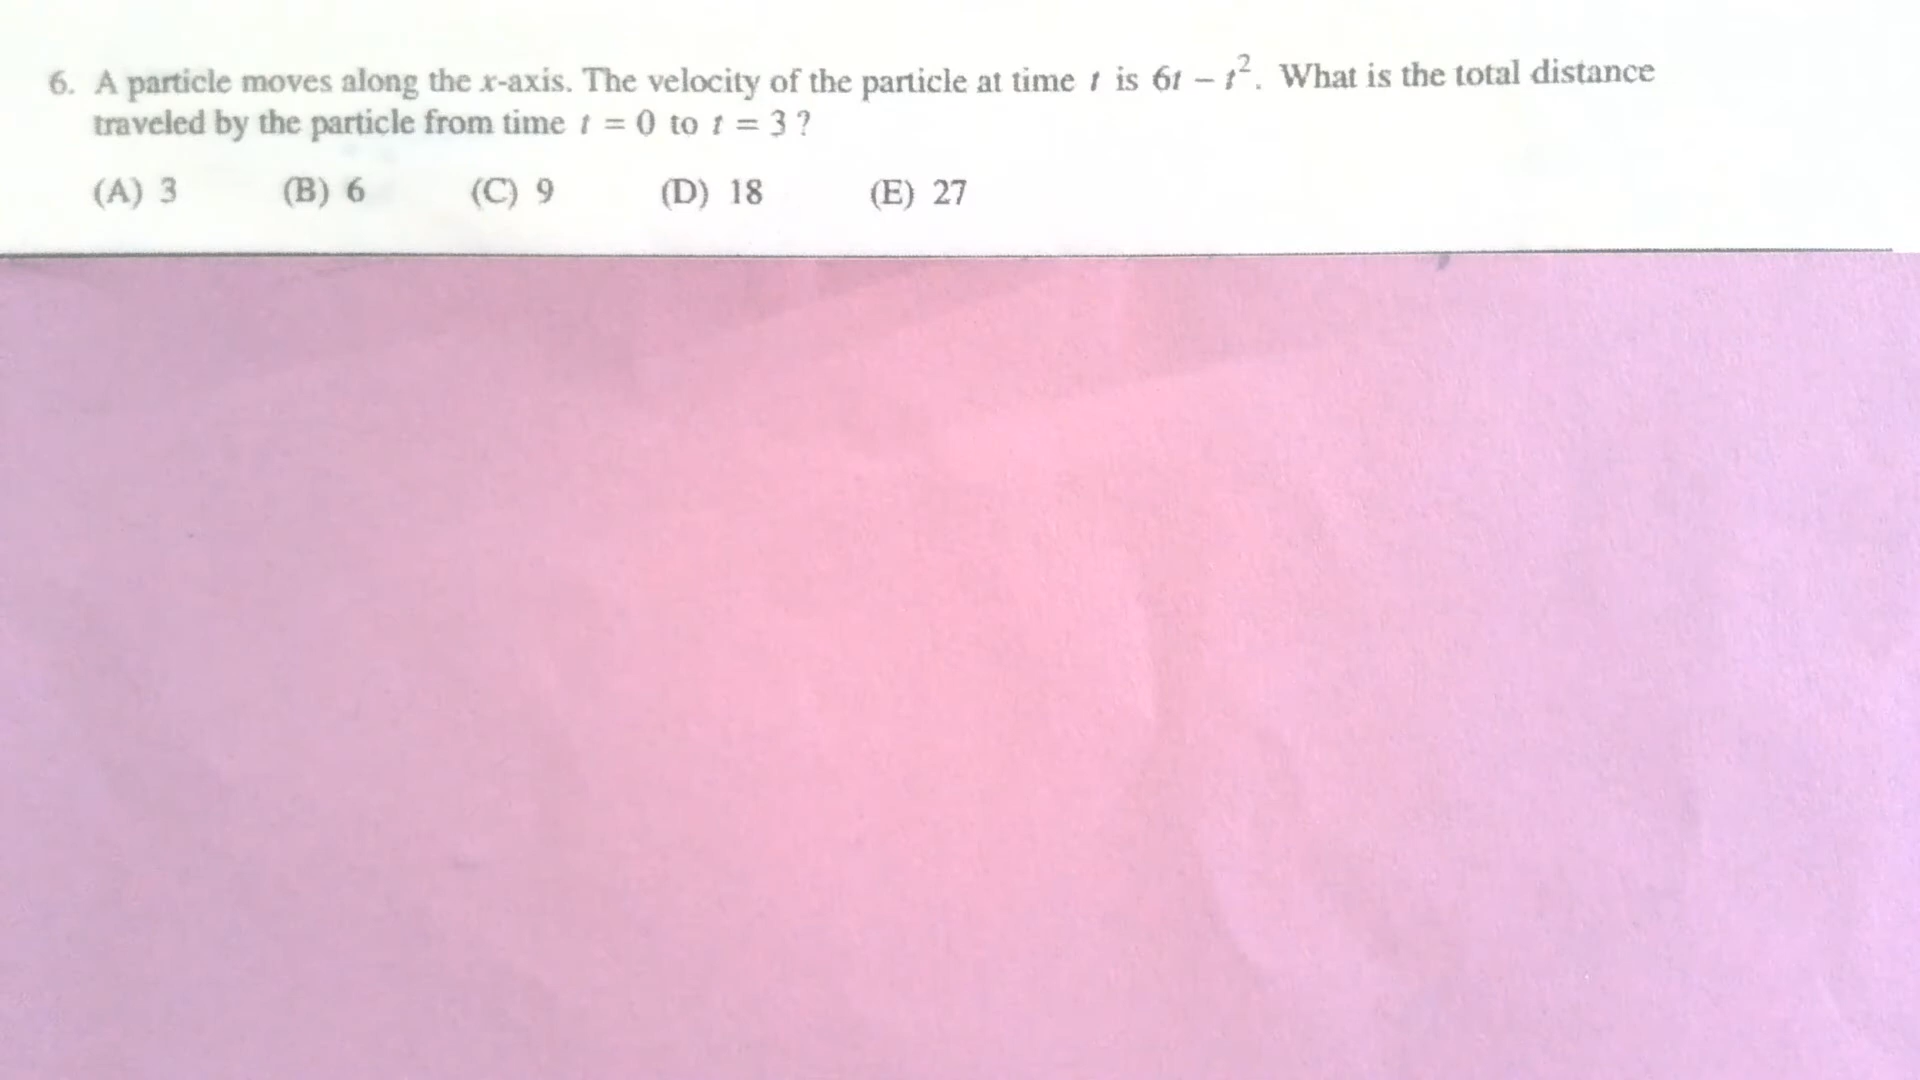 6. A particle moves along the x-axis. The velocity of the particle at time t is 6t − t². What is the total distance
traveled by the particle from time t = 0 to t = 3 ?
(A) 3 (B) 6 (C) 9 (D) 18 (E) 27